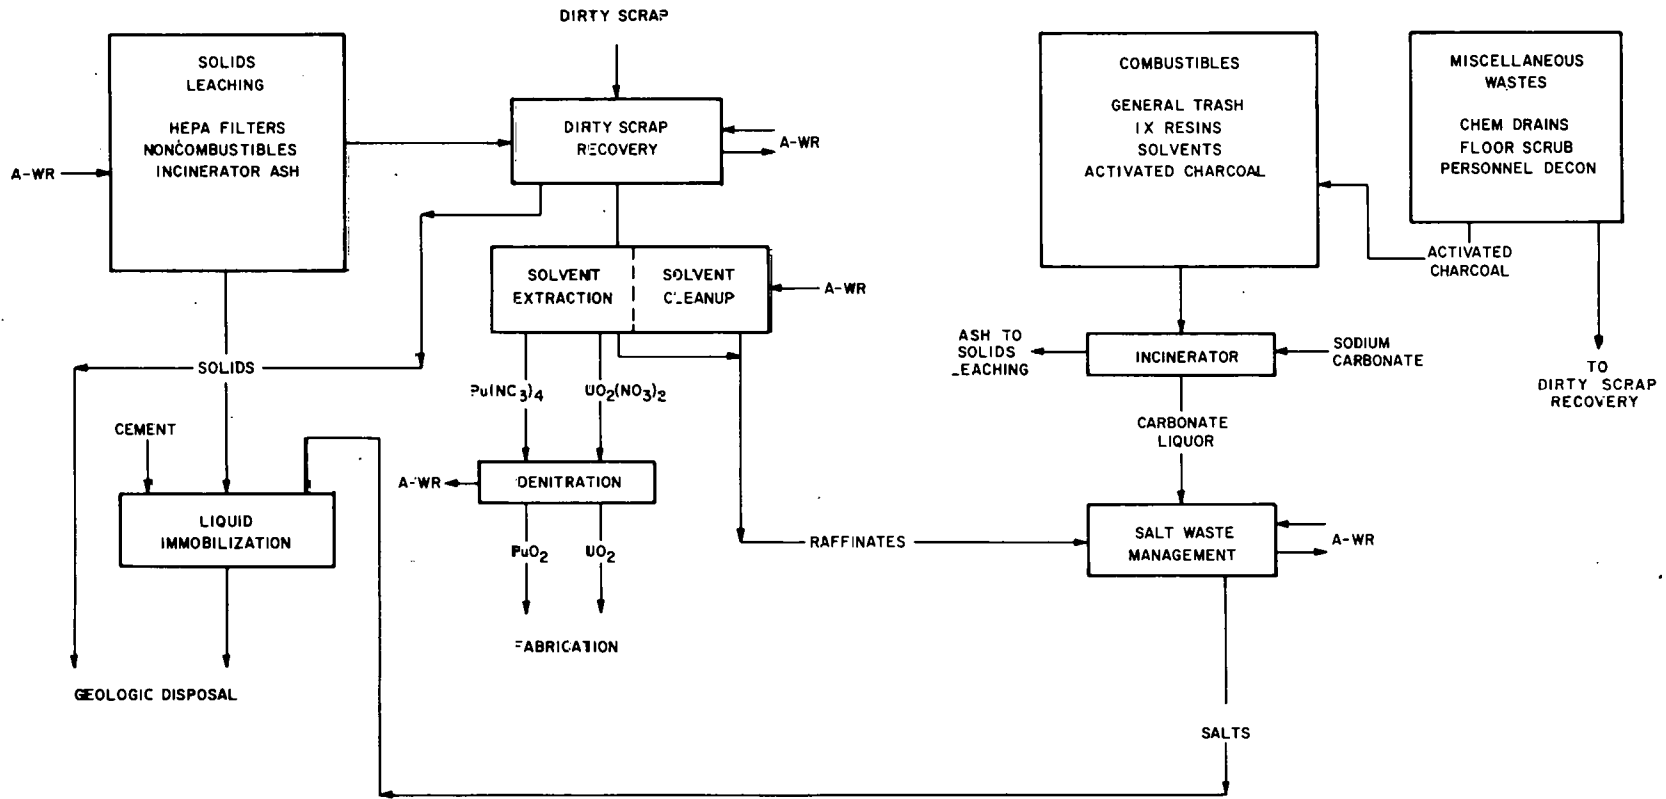 DIRTY SCRAP
SOLIDS
LEACHING
HEPA FILTERS
NONCOMBUSTIBLES
INCINERATOR ASH
A-WR
DIRTY SCRAP
RECOVERY
A-WR
SOLVENT
EXTRACTION
SOLVENT
CLEANUP
A-WR
COMBUSTIBLES
GENERAL TRASH
IX RESINS
SOLVENTS
ACTIVATED CHARCOAL
MISCELLANEOUS
WASTES
CHEM DRAINS
FLOOR SCRUB
PERSONNEL DECON
ACTIVATED
CHARCOAL
ASH TO
SOLIDS
LEACHING
INCINERATOR
SODIUM
CARBONATE
TO
DIRTY SCRAP
RECOVERY
SOLIDS
Pu(NC3)4
UO2(NO3)2
CARBONATE
LIQUOR
CEMENT
A-WR
DENITRATION
LIQUID
IMMOBILIZATION
PuO2
UO2
RAFFINATES
SALT WASTE
MANAGEMENT
A-WR
FABRICATION
GEOLOGIC DISPOSAL
SALTS